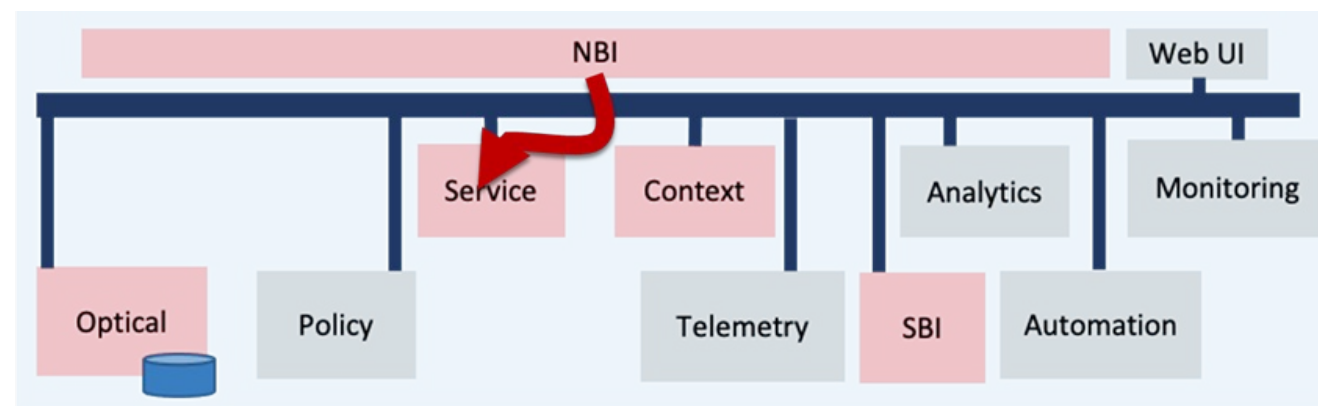 NBI
Web UI
Service
Context
Analytics
Monitoring
Optical
Policy
Telemetry
SBI
Automation